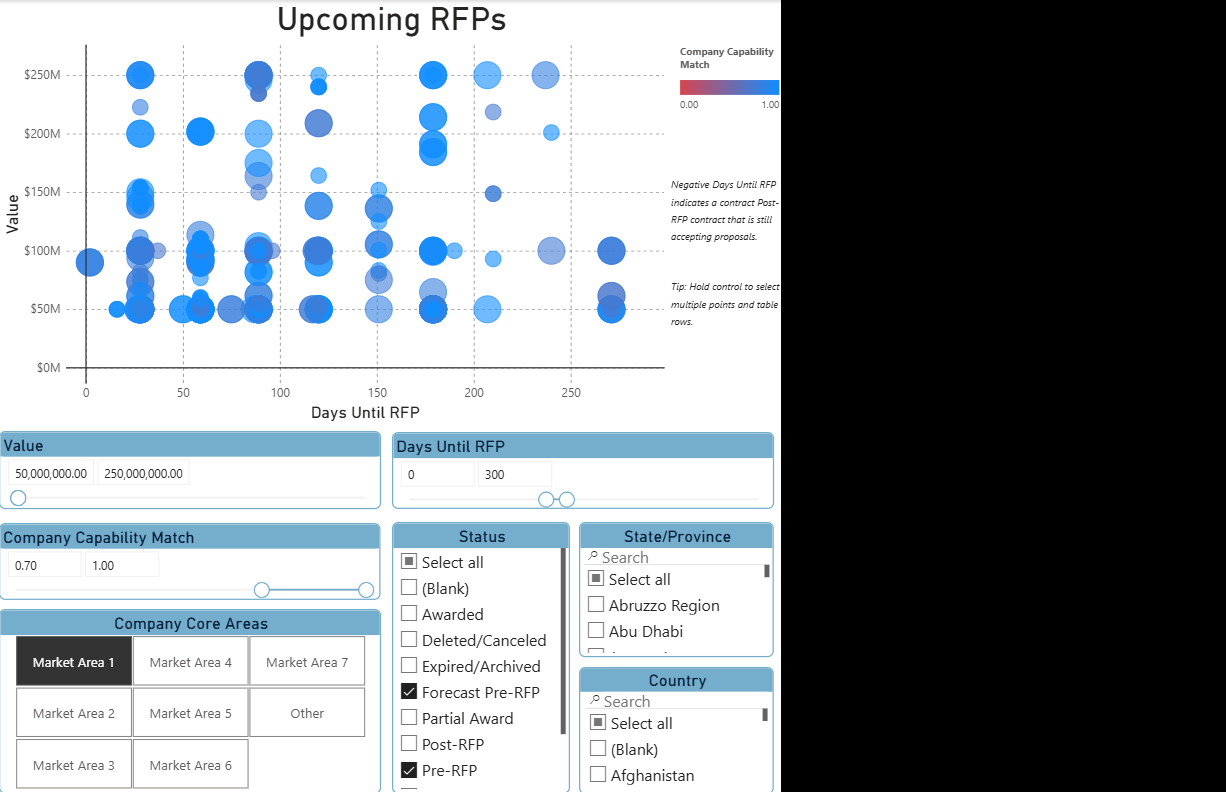 Upcoming RFPs
Company Capability
Match
0.00 1.00
$250M
$200M
$150M
$100M
$50M
$0M
Value
0 50 100 150 200 250
Days Until RFP
Negative Days Until RFP
indicates a contract Post-
RFP contract that is still
accepting proposals.
Tip: Hold control to select
multiple points and table
rows.
Value
50,000,000.00 250,000,000.00
Days Until RFP
0 300
Company Capability Match
0.70 1.00
Company Core Areas
Market Area 1 Market Area 4 Market Area 7
Market Area 2 Market Area 5 Other
Market Area 3 Market Area 6
Status
Select all
(Blank)
Awarded
Deleted/Canceled
Expired/Archived
Forecast Pre-RFP
Partial Award
Post-RFP
Pre-RFP
State/Province
Search
Select all
Abruzzo Region
Abu Dhabi
Country
Search
Select all
(Blank)
Afghanistan